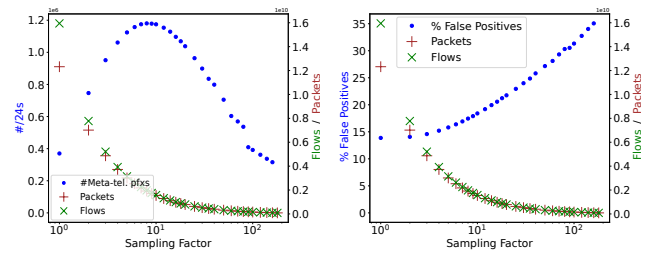 1e6
1e10
1.2
1.0
0.8
0.6
0.4
0.2
0.0
#/24s
#Meta-tel. pfxs
Packets
Flows
1.6
1.4
1.2
1.0
0.8
0.6
0.4
0.2
0.0
Flows / Packets
10⁰
10¹
10²
Sampling Factor
1e10
35
30
25
20
15
10
5
0
% False Positives
% False Positives
Packets
Flows
1.6
1.4
1.2
1.0
0.8
0.6
0.4
0.2
0.0
Flows / Packets
10⁰
10¹
10²
Sampling Factor